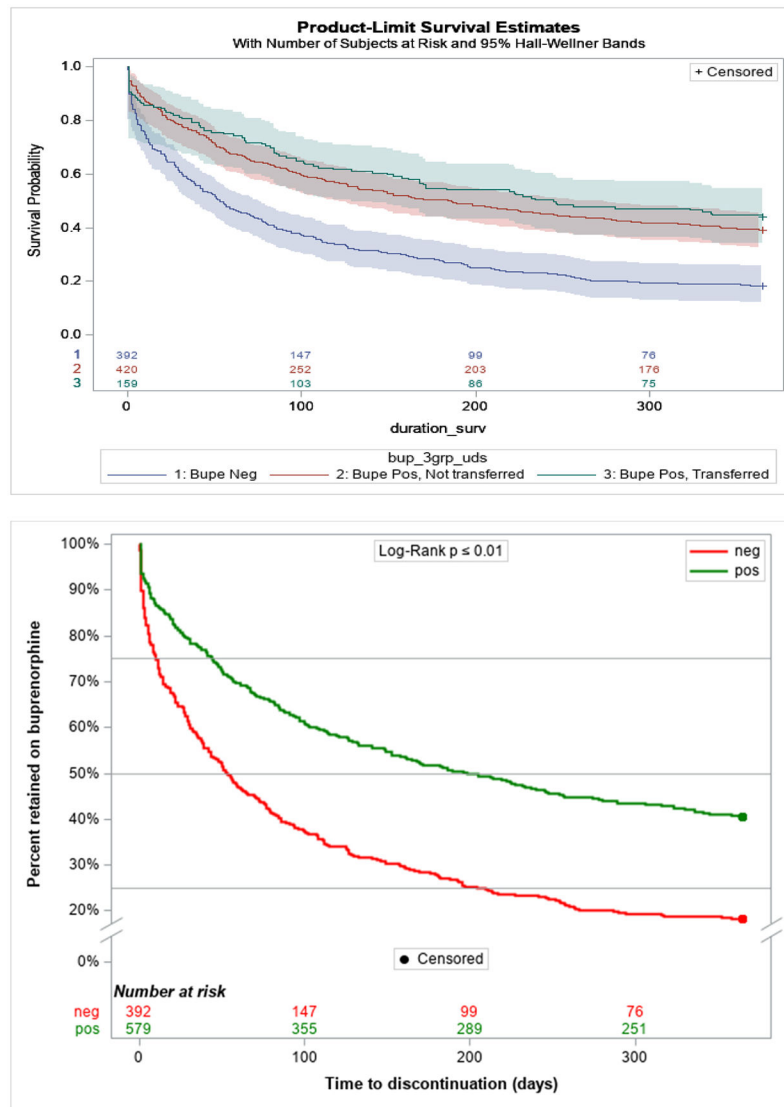 Product-Limit Survival Estimates
With Number of Subjects at Risk and 95% Hall-Wellner Bands
+ Censored
1.0
0.8
0.6
0.4
0.2
0.0
Survival Probability
1 392 147 99 76
2 420 252 203 176
3 159 103 86 75
0 100 200 300
duration_surv
bup_3grp_uds
1: Bupe Neg 2: Bupe Pos, Not transferred 3: Bupe Pos, Transferred
Log-Rank p ≤ 0.01
neg
pos
100%
90%
80%
70%
60%
50%
40%
30%
20%
0%
Percent retained on buprenorphine
Censored
Number at risk
neg 392 147 99 76
pos 579 355 289 251
0 100 200 300
Time to discontinuation (days)